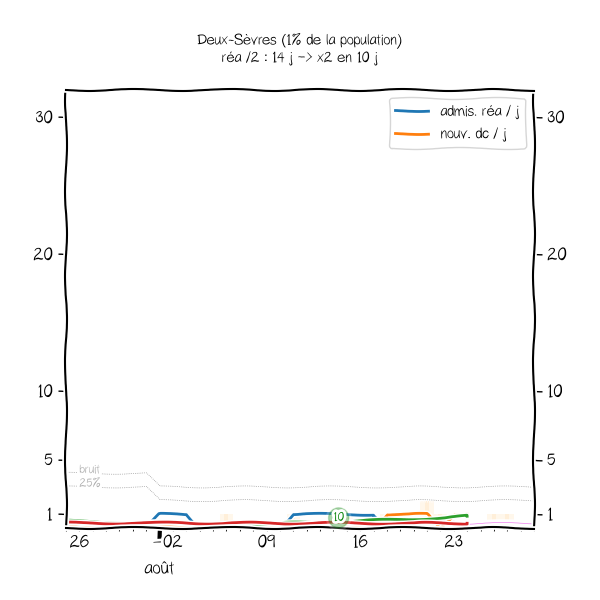 Deux-Sèvres (1% de la population)
réa /2 : 14 j -> x2 en 10 j
admis. réa / j
nouv. dc / j
30 30
20 20
10 10
5 5
1 1
bruit
25%
10
26 02 09 16 23
août